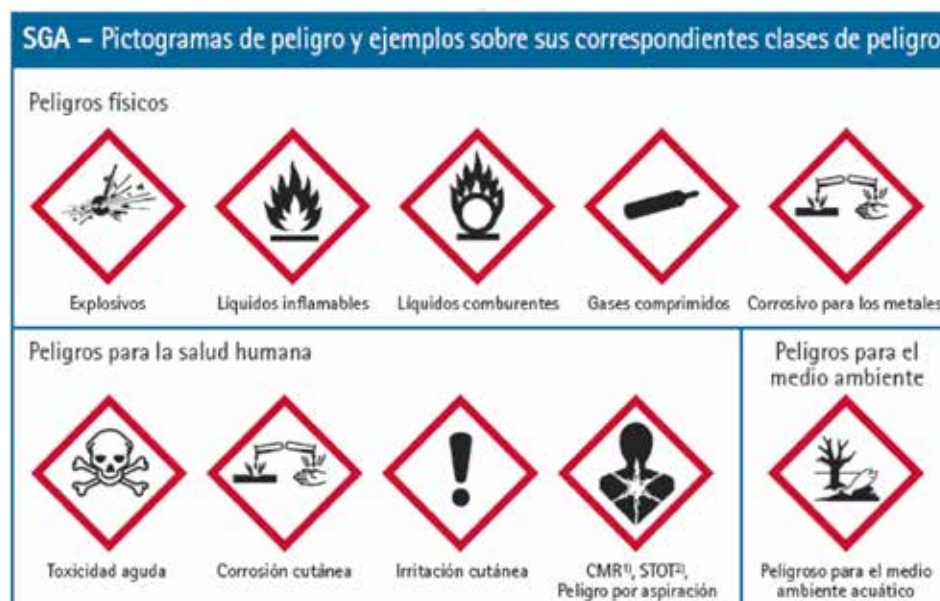 SGA – Pictogramas de peligro y ejemplos sobre sus correspondientes clases de peligro
Peligros físicos
Explosivos
Líquidos inflamables
Líquidos comburentes
Gases comprimidos
Corrosivo para los metales
Peligros para la salud humana
Toxicidad aguda
Corrosión cutánea
Irritación cutánea
CMR¹⁾, STOT²⁾,
Peligro por aspiración
Peligros para el
medio ambiente
Peligroso para el medio
ambiente acuático